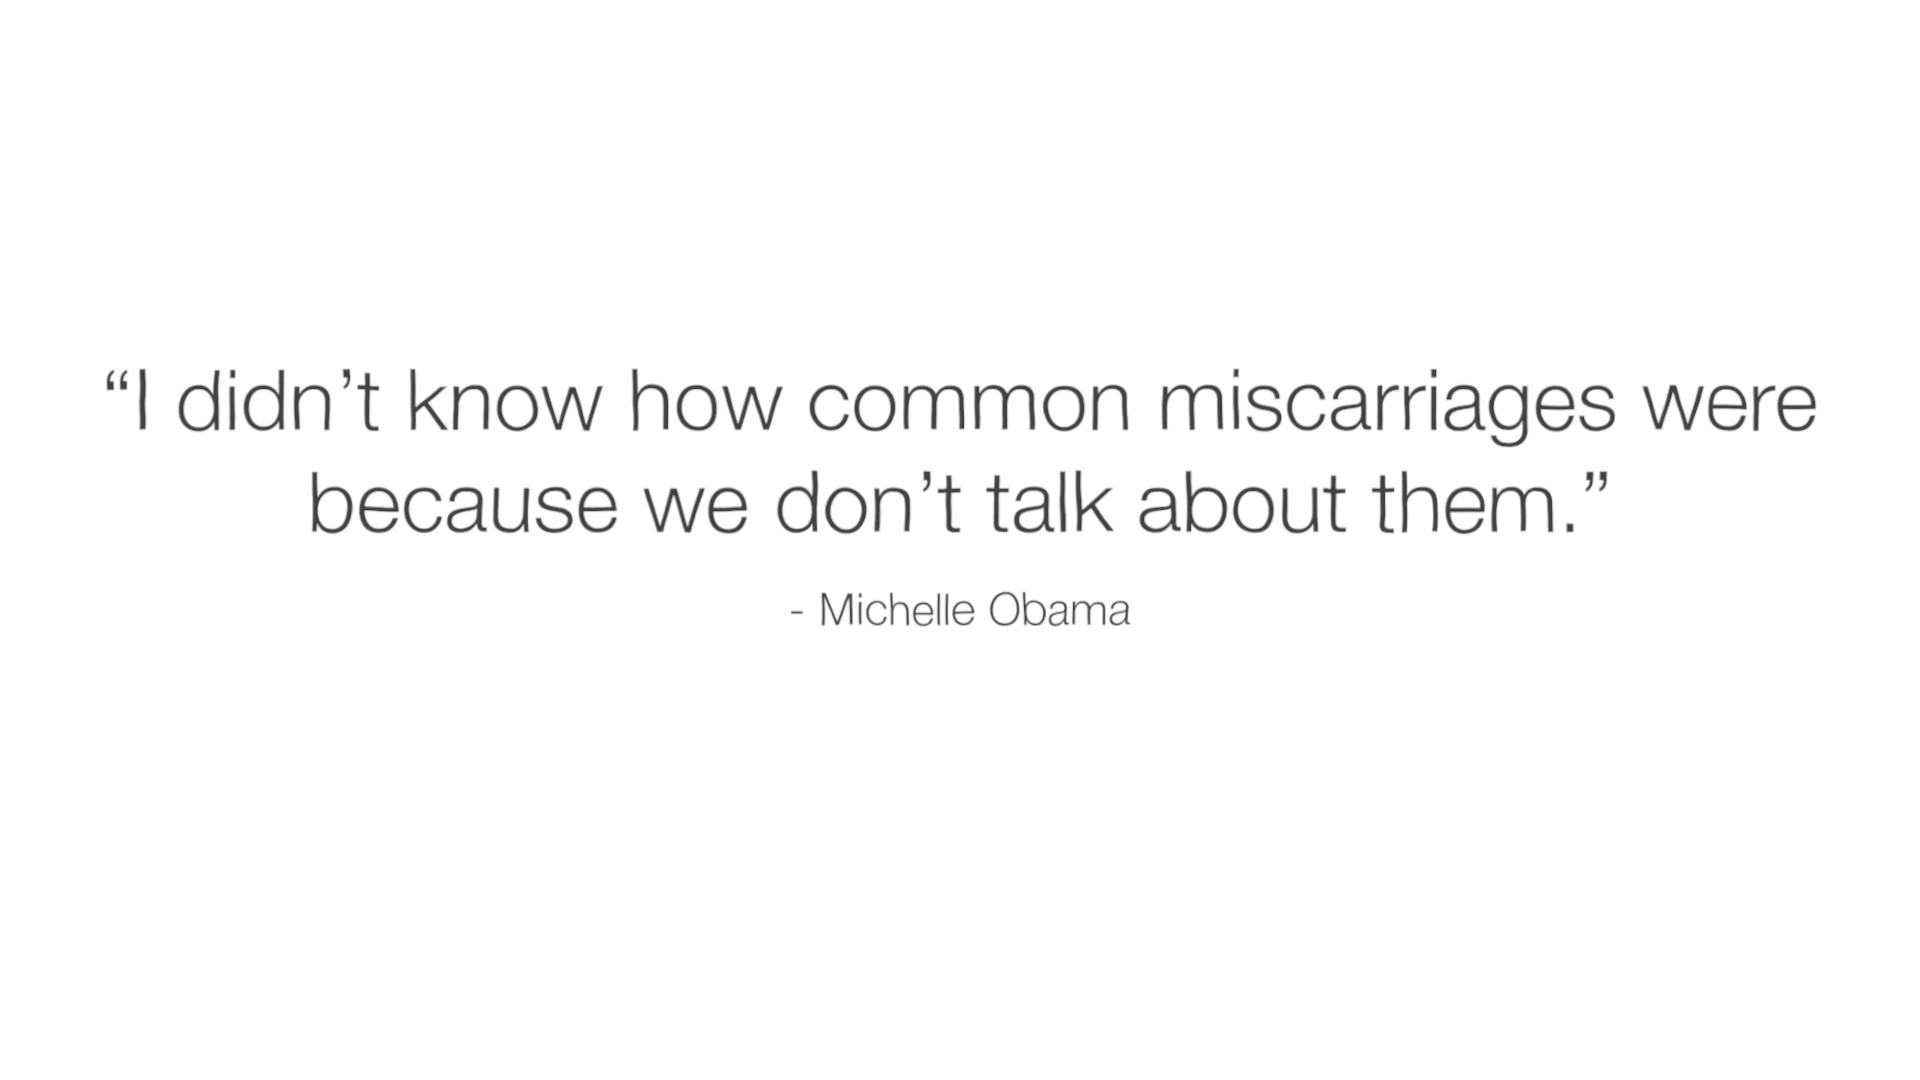 “I didn’t know how common miscarriages were
because we don’t talk about them.”
- Michelle Obama